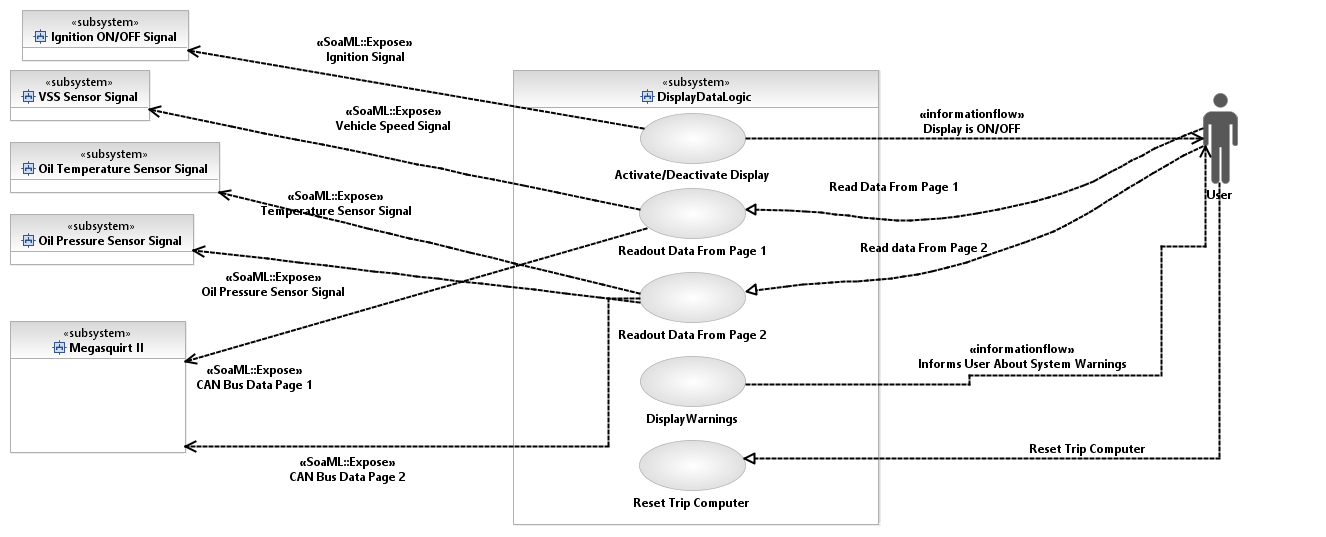 «subsystem»
Ignition ON/OFF Signal
«subsystem»
VSS Sensor Signal
«subsystem»
Oil Temperature Sensor Signal
«subsystem»
Oil Pressure Sensor Signal
«subsystem»
Megasquirt II
«SoaML::Expose»
Ignition Signal
«SoaML::Expose»
Vehicle Speed Signal
«SoaML::Expose»
Temperature Sensor Signal
«SoaML::Expose»
Oil Pressure Sensor Signal
«SoaML::Expose»
CAN Bus Data Page 1
«SoaML::Expose»
CAN Bus Data Page 2
«subsystem»
DisplayDataLogic
Activate/Deactivate Display
Readout Data From Page 1
Readout Data From Page 2
DisplayWarnings
Reset Trip Computer
«informationflow»
Display is ON/OFF
Read Data From Page 1
Read data From Page 2
«informationflow»
Informs User About System Warnings
Reset Trip Computer
User